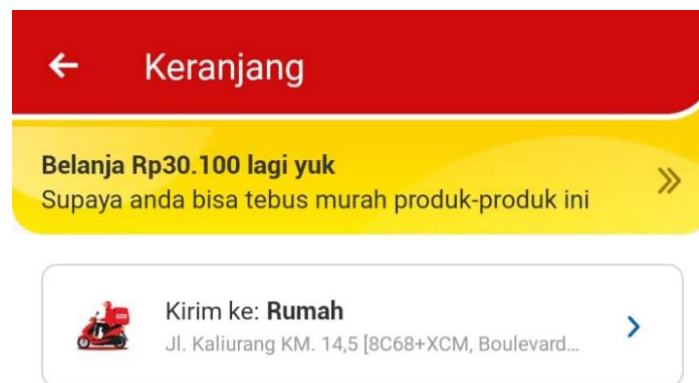 Keranjang
Belanja Rp30.100 lagi yuk
Supaya anda bisa tebus murah produk-produk ini
Kirim ke: Rumah
Jl. Kaliurang KM. 14,5 [8C68+XCM, Boulevard...